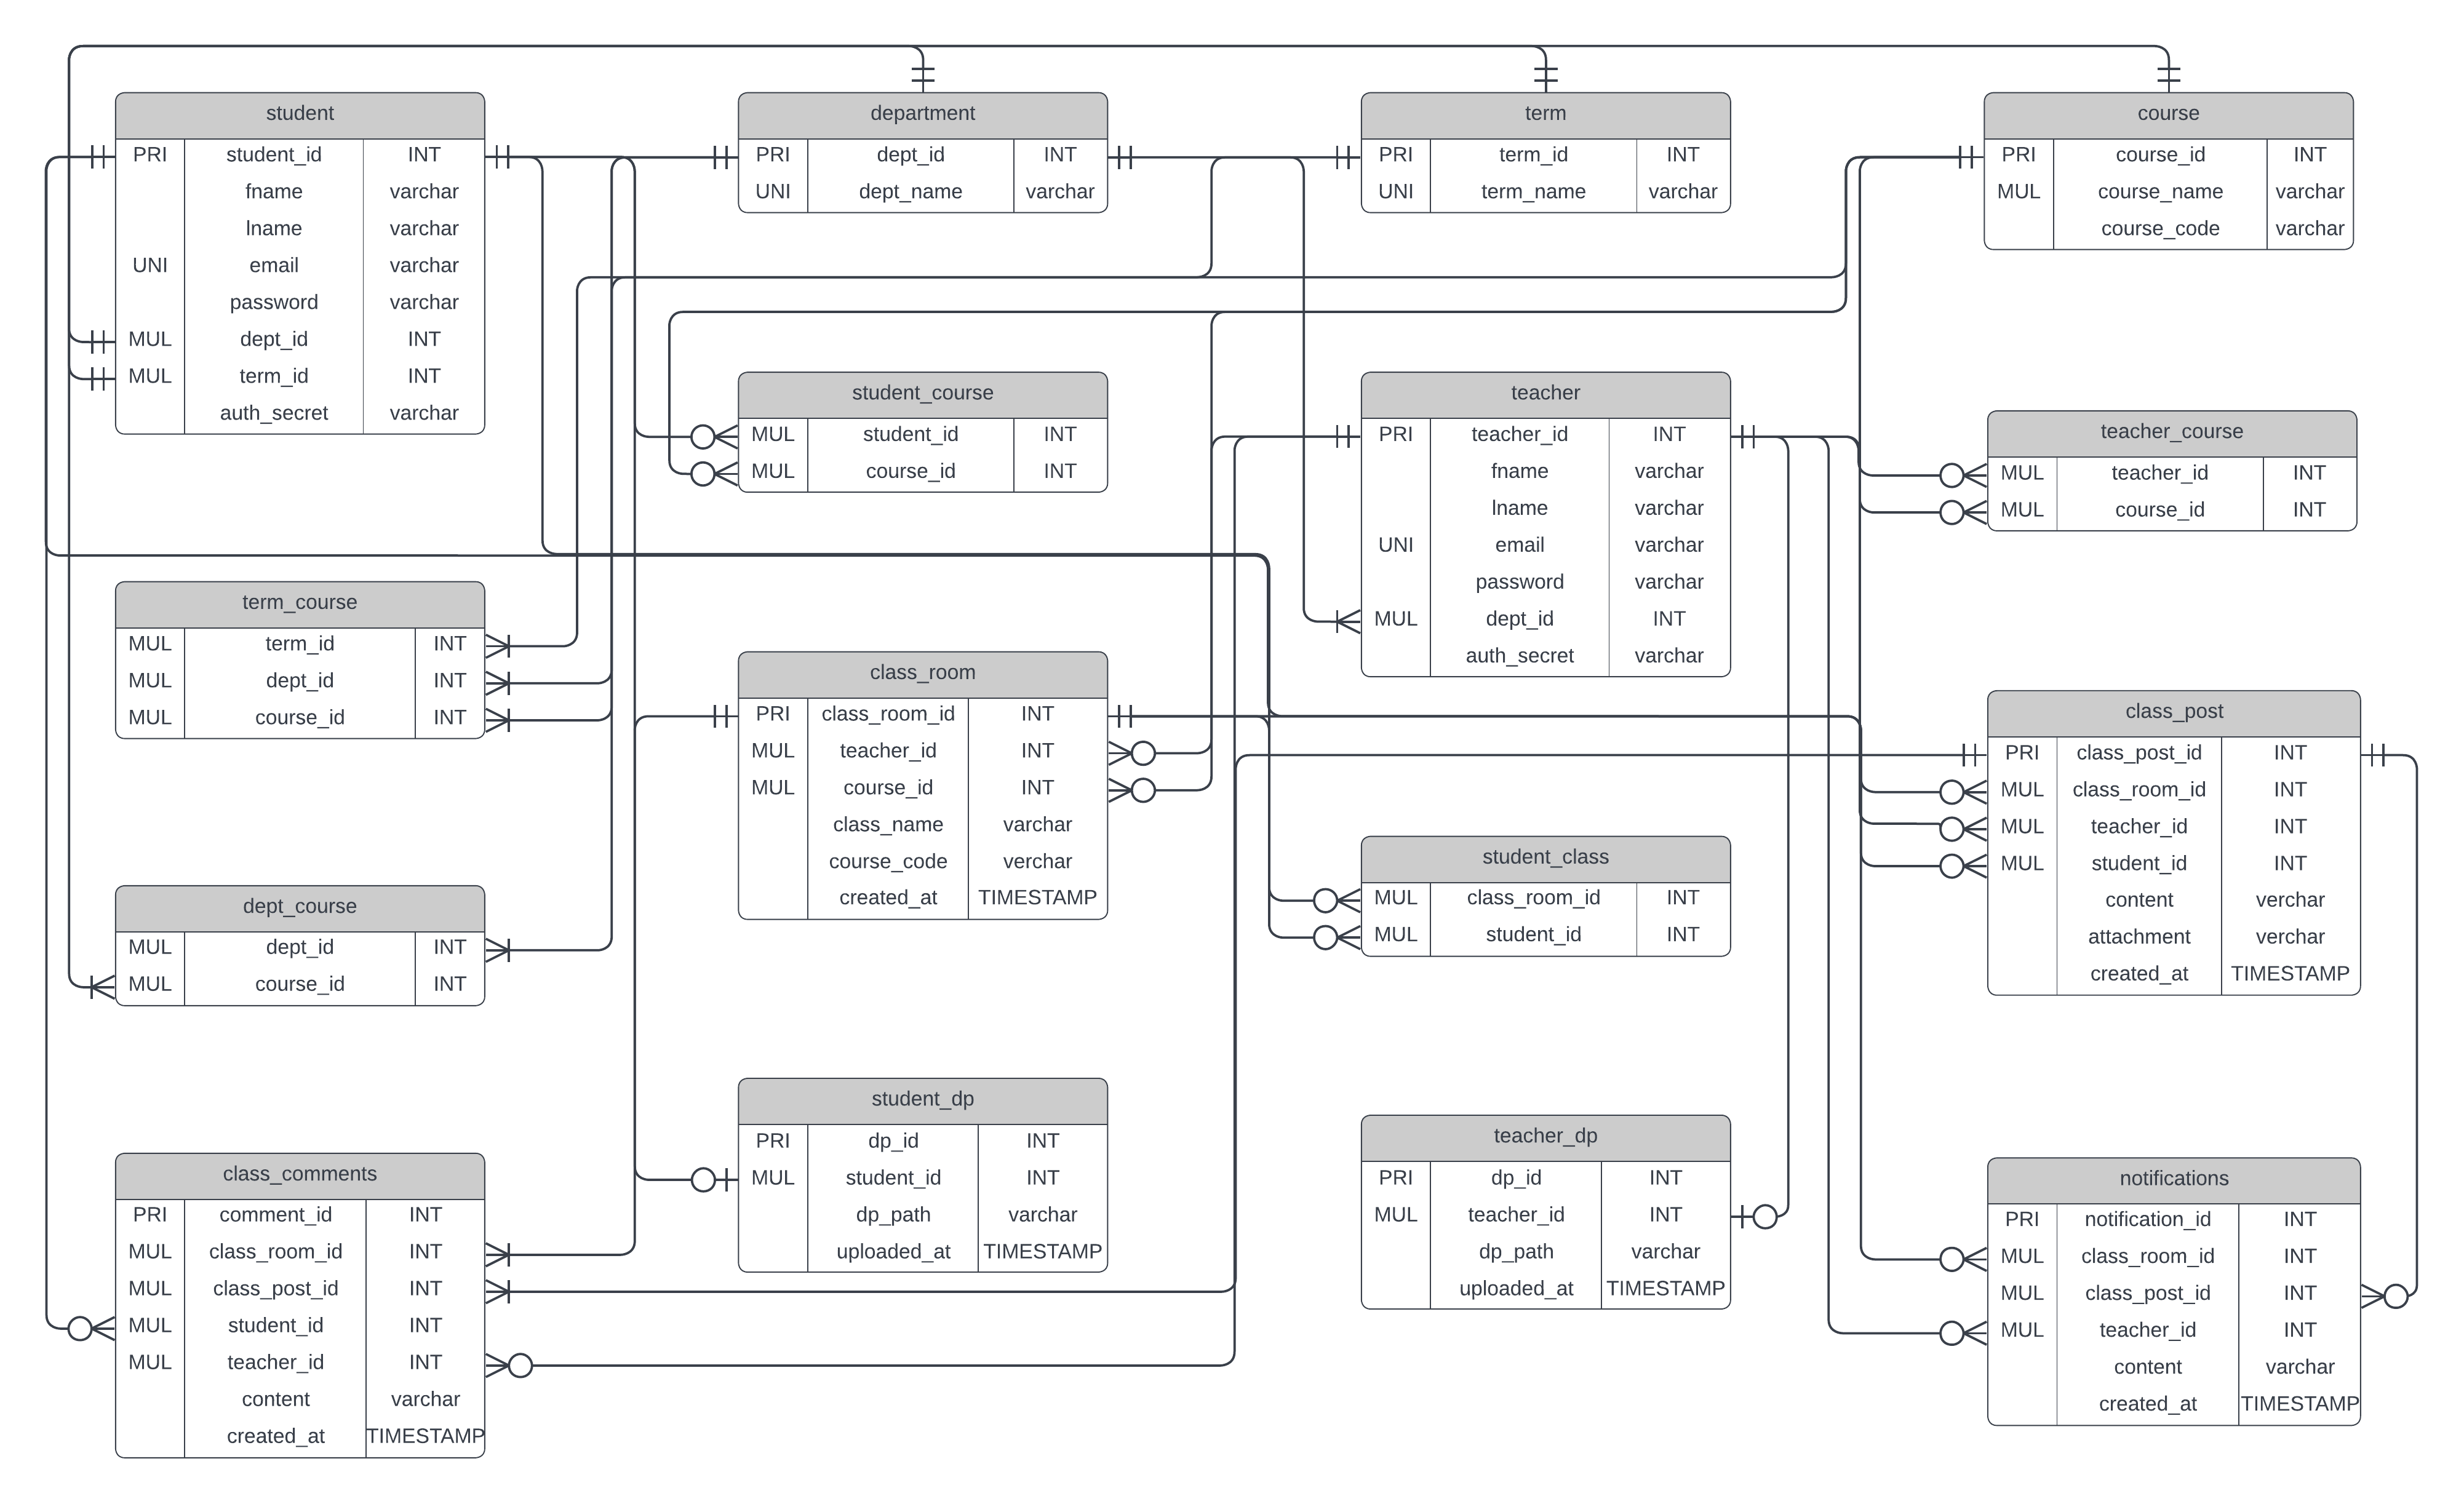 student
PRI student_id INT
fname varchar
lname varchar
UNI email varchar
password varchar
MUL dept_id INT
MUL term_id INT
auth_secret varchar
department
PRI dept_id INT
UNI dept_name varchar
term
PRI term_id INT
UNI term_name varchar
course
PRI course_id INT
MUL course_name varchar
course_code varchar
student_course
MUL student_id INT
MUL course_id INT
teacher
PRI teacher_id INT
fname varchar
lname varchar
UNI email varchar
password varchar
MUL dept_id INT
auth_secret varchar
teacher_course
MUL teacher_id INT
MUL course_id INT
term_course
MUL term_id INT
MUL dept_id INT
MUL course_id INT
class_room
PRI class_room_id INT
MUL teacher_id INT
MUL course_id INT
class_name varchar
course_code verchar
created_at TIMESTAMP
class_post
PRI class_post_id INT
MUL class_room_id INT
MUL teacher_id INT
MUL student_id INT
content verchar
attachment verchar
created_at TIMESTAMP
student_class
MUL class_room_id INT
MUL student_id INT
dept_course
MUL dept_id INT
MUL course_id INT
student_dp
PRI dp_id INT
MUL student_id INT
dp_path varchar
uploaded_at TIMESTAMP
teacher_dp
PRI dp_id INT
MUL teacher_id INT
dp_path varchar
uploaded_at TIMESTAMP
class_comments
PRI comment_id INT
MUL class_room_id INT
MUL class_post_id INT
MUL student_id INT
MUL teacher_id INT
content varchar
created_at TIMESTAMP
notifications
PRI notification_id INT
MUL class_room_id INT
MUL class_post_id INT
MUL teacher_id INT
content varchar
created_at TIMESTAMP